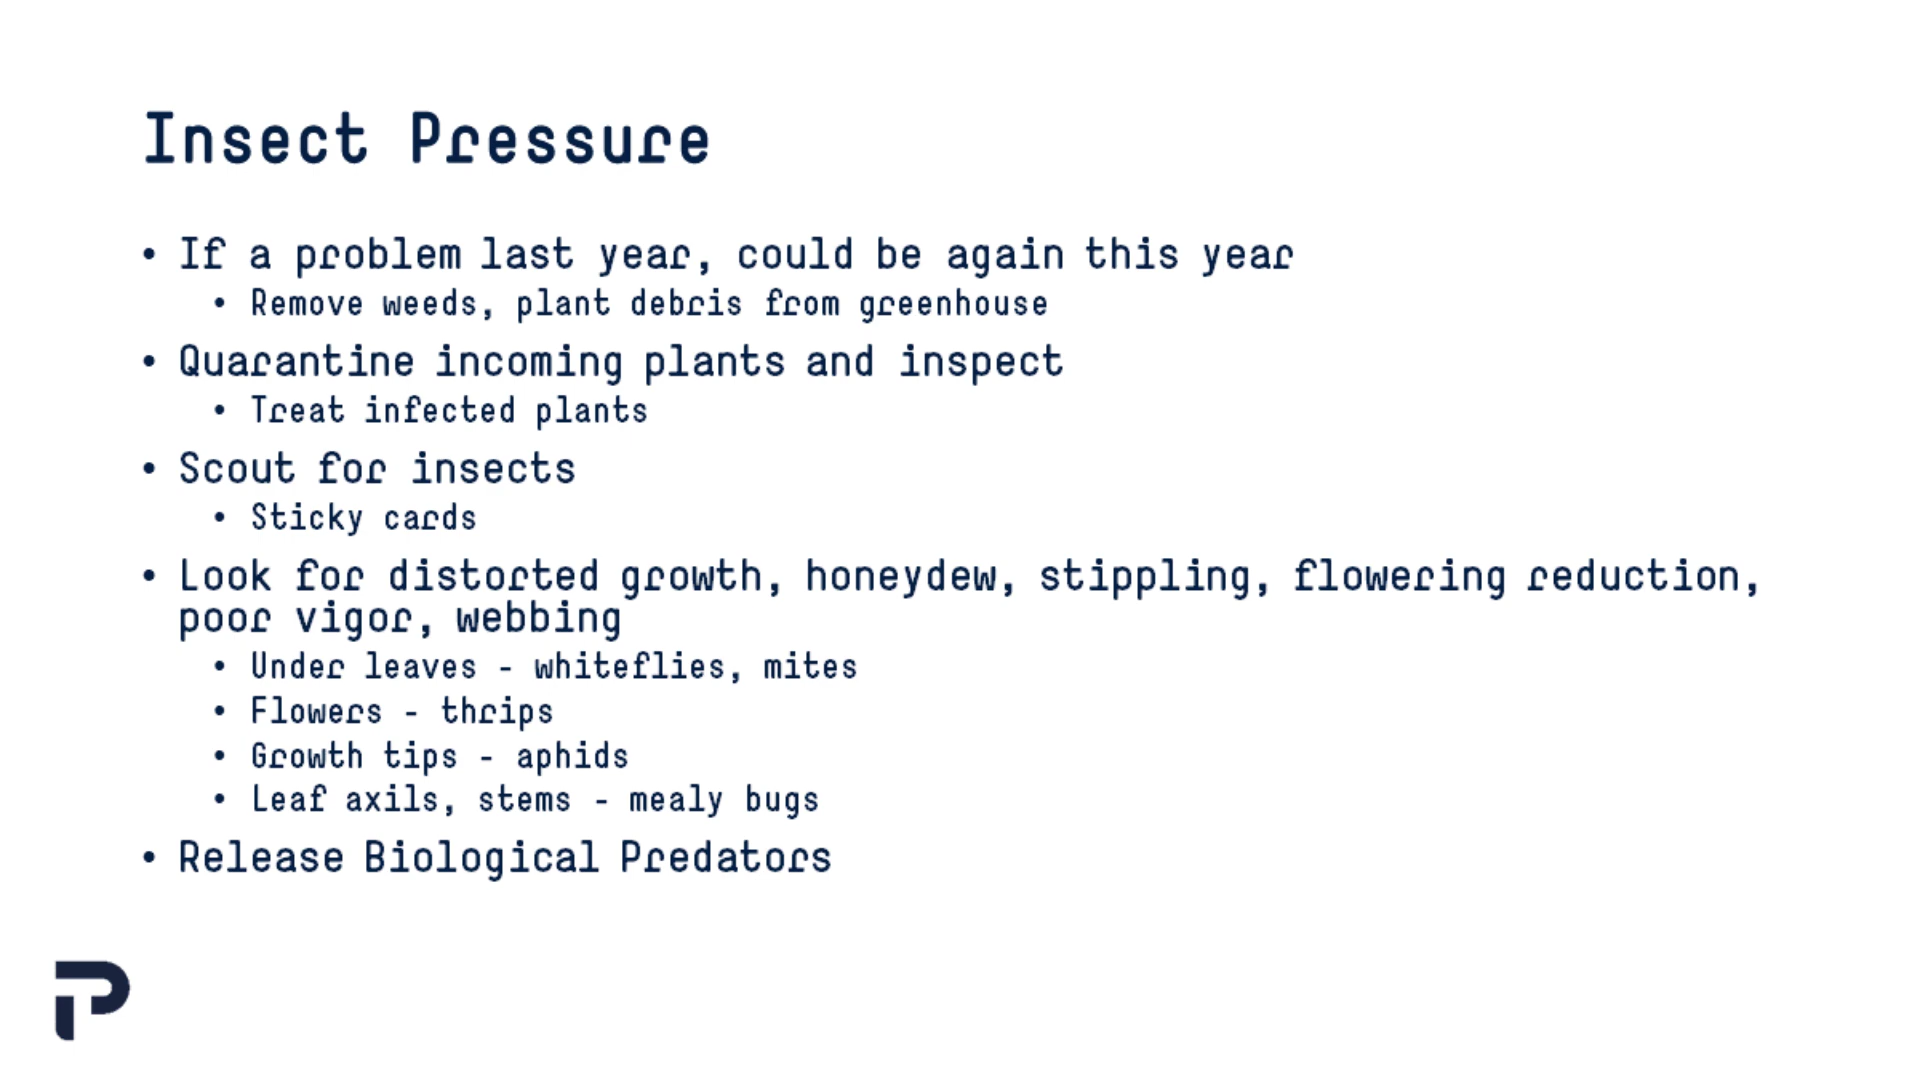 Insect Pressure
• If a problem last year, could be again this year
• Remove weeds, plant debris from greenhouse
• Quarantine incoming plants and inspect
• Treat infected plants
• Scout for insects
• Sticky cards
• Look for distorted growth, honeydew, stippling, flowering reduction,
poor vigor, webbing
• Under leaves - whiteflies, mites
• Flowers - thrips
• Growth tips - aphids
• Leaf axils, stems - mealy bugs
• Release Biological Predators
P